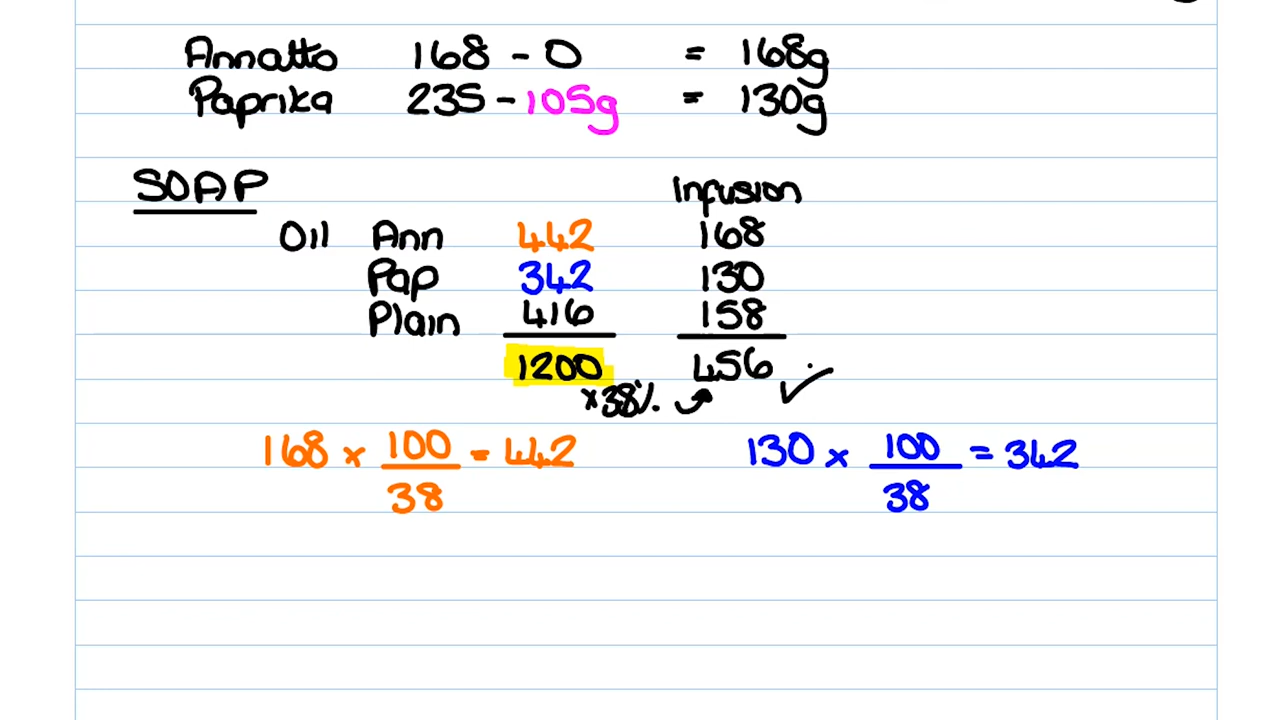 Annatto 168 - 0 = 168g
Paprika 235 - 105g = 130g
SOAP
Infusion
Oil Ann 442 168
Pap 342 130
Plain 416 158
1200 456 ✓
×38%
168 × 100/38 = 442
130 × 100/38 = 342